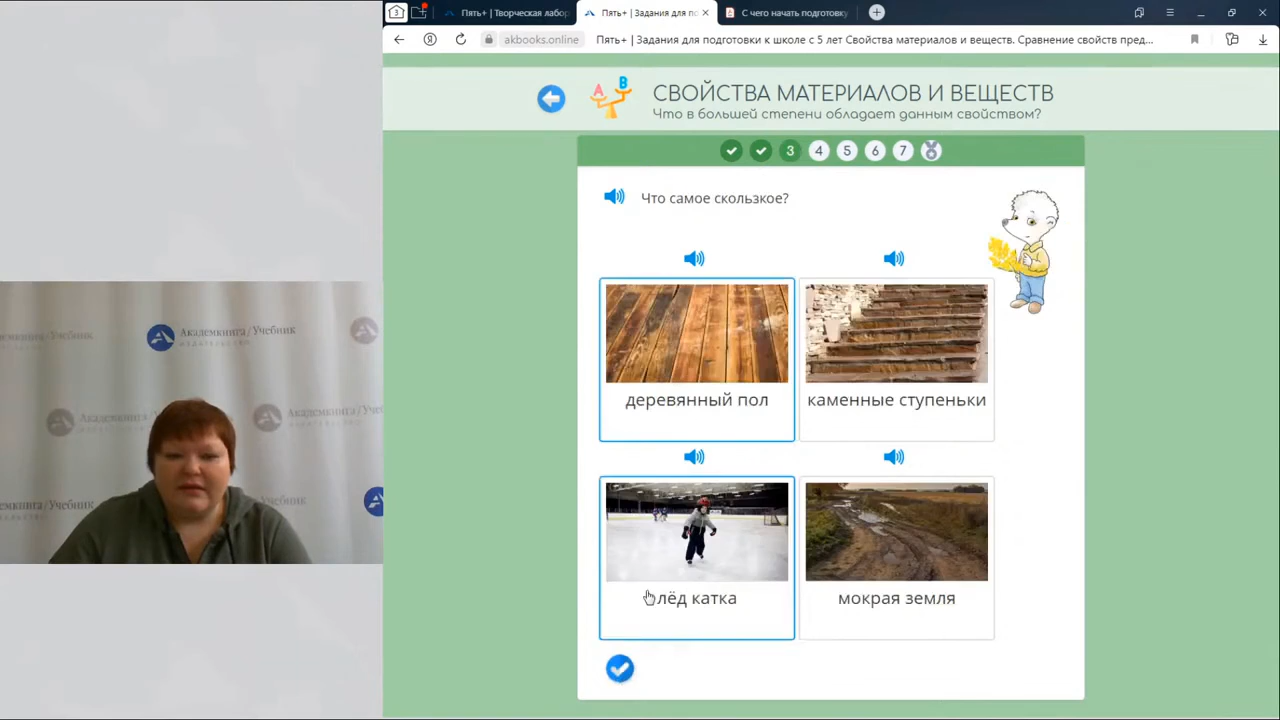 3
Пять+ | Творческая лабор
Пять+ | Задания для по
С чего начать подготовку
akbooks.online
Пять+ | Задания для подготовки к школе с 5 лет Свойства материалов и веществ. Сравнение свойств пред...
A B
СВОЙСТВА МАТЕРИАЛОВ И ВЕЩЕСТВ
Что в большей степени обладает данным свойством?
3 4 5 6 7
Что самое скользкое?
деревянный пол
каменные ступеньки
лёд катка
мокрая земля
Академкнига/Учебник
ИЗДАТЕЛЬСТВО